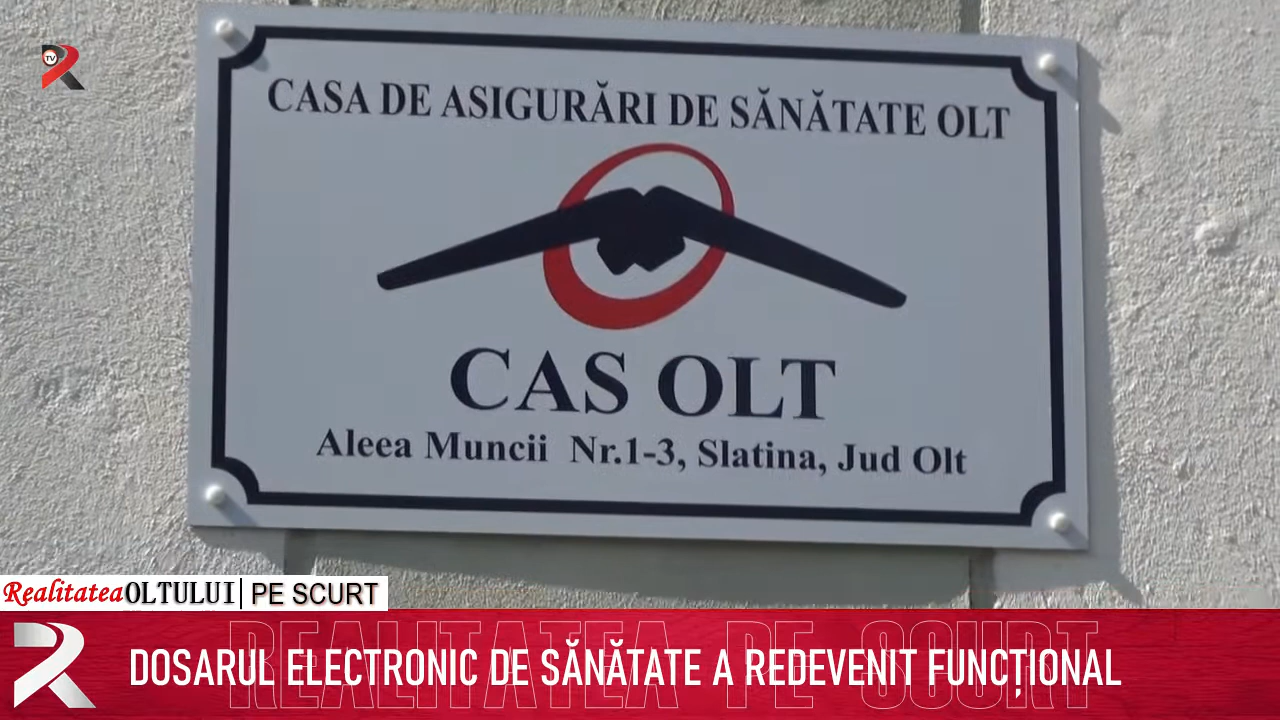 TV
CASA DE ASIGURĂRI DE SĂNĂTATE OLT
CAS OLT
Aleea Muncii Nr.1-3, Slatina, Jud Olt
RealitateaOLTULUI PE SCURT
REALITATEA PE SCURT
DOSARUL ELECTRONIC DE SĂNĂTATE A REDEVENIT FUNCȚIONAL